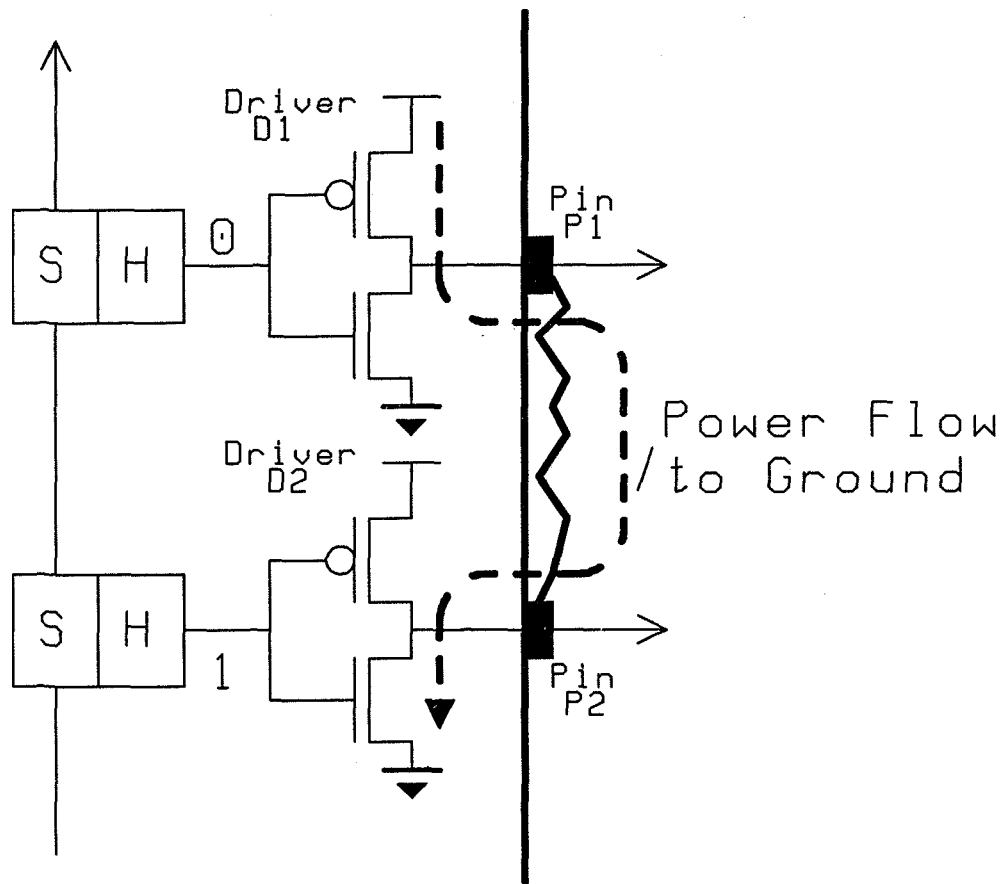 Driver
D1
Pin
P1
0
S H
Power Flow
to Ground
Driver
D2
S H
1
Pin
P2